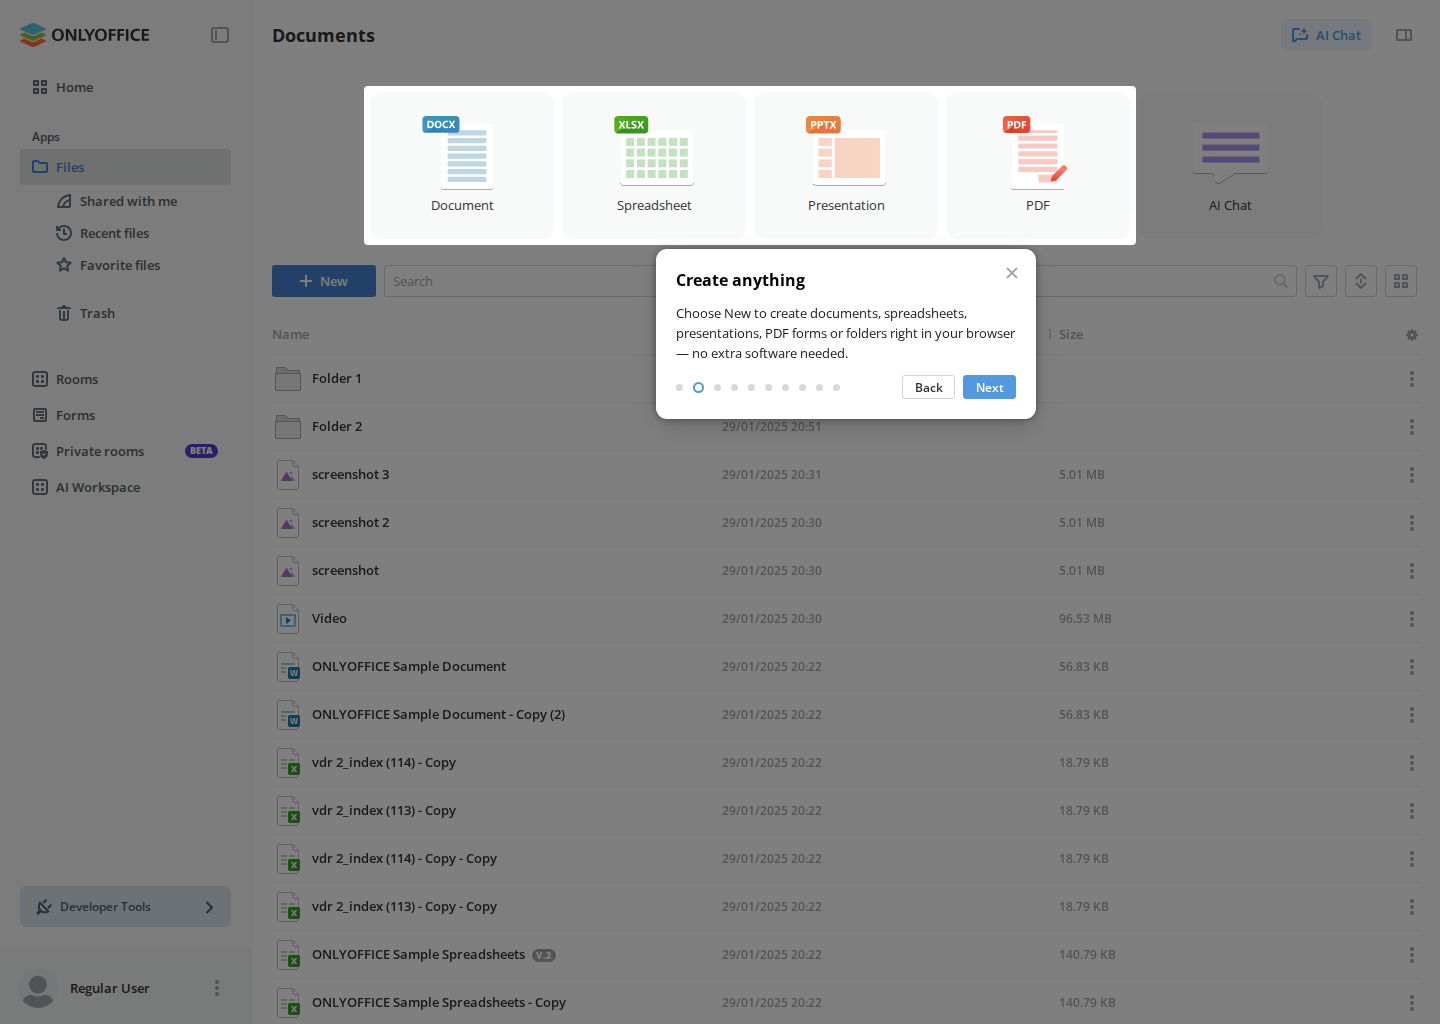 ONLYOFFICE
Documents
AI Chat
Home
Apps
Files
Shared with me
Recent files
Favorite files
Trash
Rooms
Forms
Private rooms BETA
AI Workspace
Developer Tools
Regular User
DOCX
Document
XLSX
Spreadsheet
PPTX
Presentation
PDF
PDF
AI Chat
New
Search
Create anything
Choose New to create documents, spreadsheets,
presentations, PDF forms or folders right in your browser
— no extra software needed.
Back Next
Name Size
Folder 1
Folder 2 29/01/2025 20:51
screenshot 3 29/01/2025 20:31 5.01 MB
screenshot 2 29/01/2025 20:30 5.01 MB
screenshot 29/01/2025 20:30 5.01 MB
Video 29/01/2025 20:30 96.53 MB
W
ONLYOFFICE Sample Document 29/01/2025 20:22 56.83 KB
W
ONLYOFFICE Sample Document - Copy (2) 29/01/2025 20:22 56.83 KB
X
vdr 2_index (114) - Copy 29/01/2025 20:22 18.79 KB
X
vdr 2_index (113) - Copy 29/01/2025 20:22 18.79 KB
X
vdr 2_index (114) - Copy - Copy 29/01/2025 20:22 18.79 KB
X
vdr 2_index (113) - Copy - Copy 29/01/2025 20:22 18.79 KB
X
ONLYOFFICE Sample Spreadsheets V.2 29/01/2025 20:22 140.79 KB
X
ONLYOFFICE Sample Spreadsheets - Copy 29/01/2025 20:22 140.79 KB